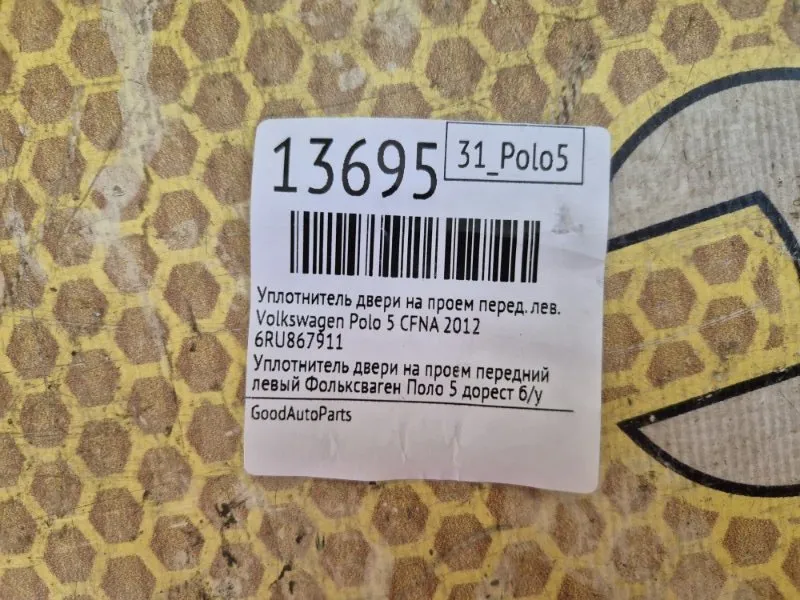 13695
31_Polo5
Уплотнитель двери на проем перед. лев.
Volkswagen Polo 5 CFNA 2012
6RU867911
Уплотнитель двери на проем передний
левый Фольксваген Поло 5 дорест б/у
GoodAutoParts